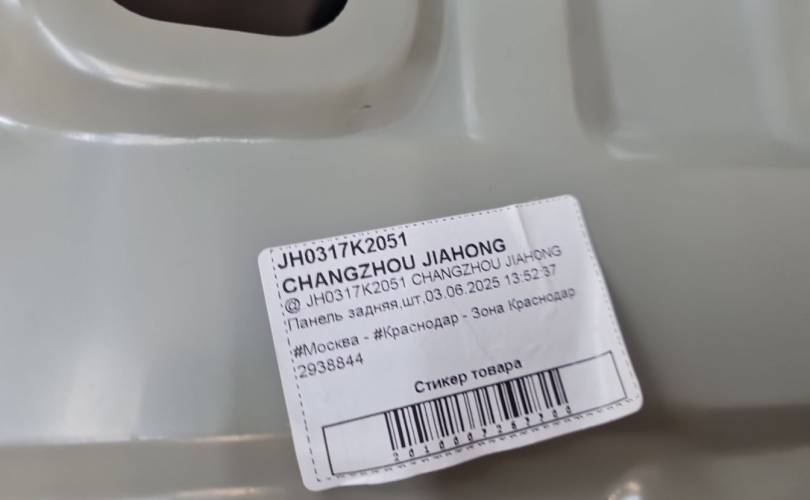 JH0317K2051
CHANGZHOU JIAHONG
@ JH0317K2051 CHANGZHOU JIAHONG
Панель задняя,шт,03.06.2025 13:52:37
#Москва - #Краснодар - Зона Краснодар
2938844
Стикер товара
2010007267200